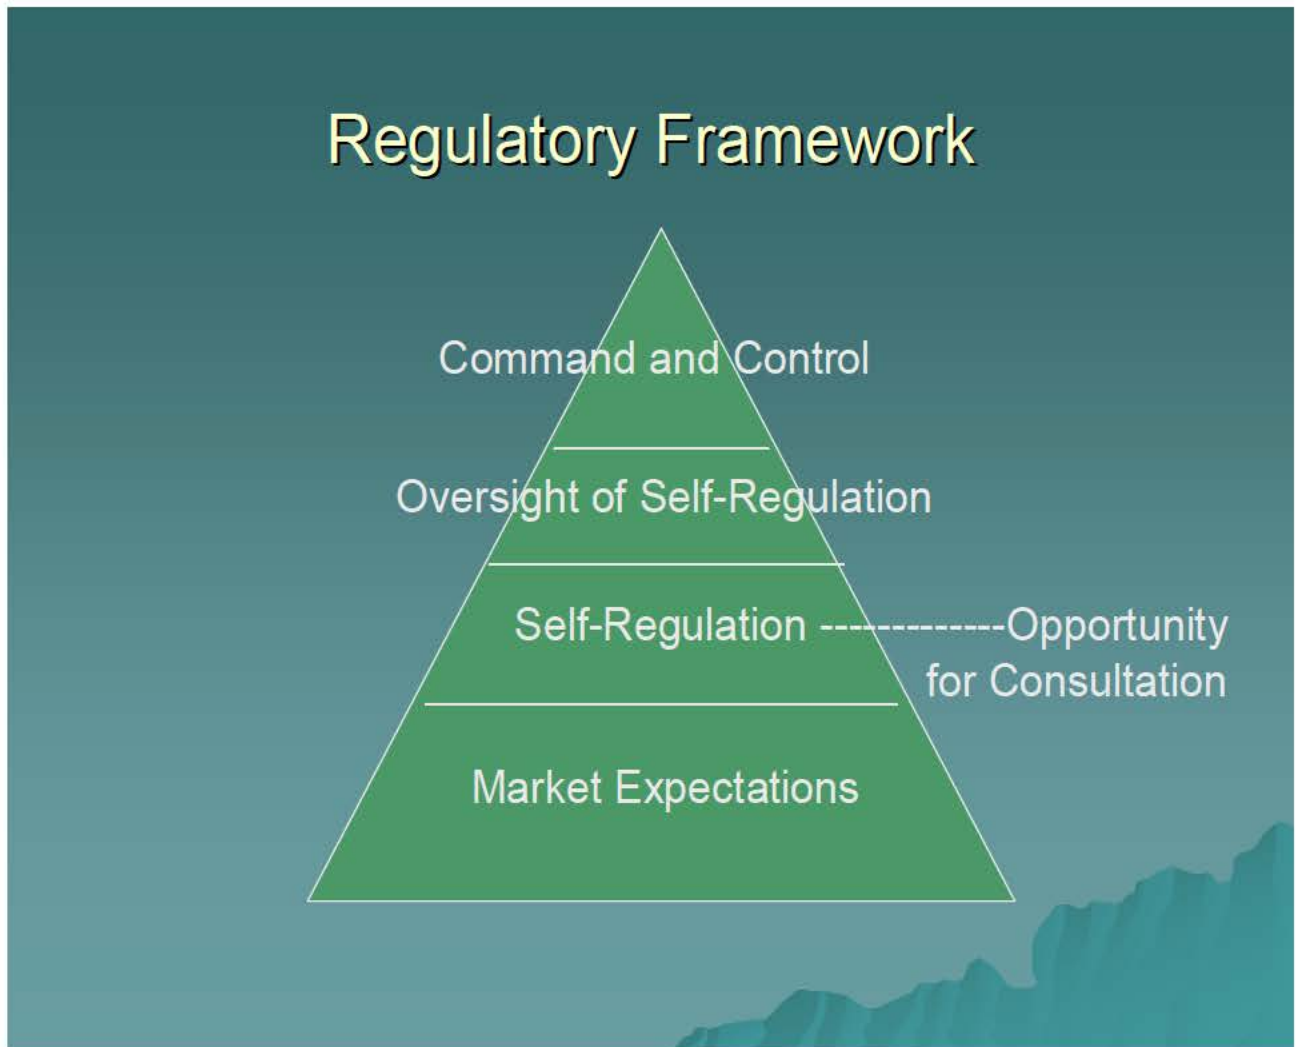 Regulatory Framework
Command and Control
Oversight of Self-Regulation
Self-Regulation -------------Opportunity
for Consultation
Market Expectations